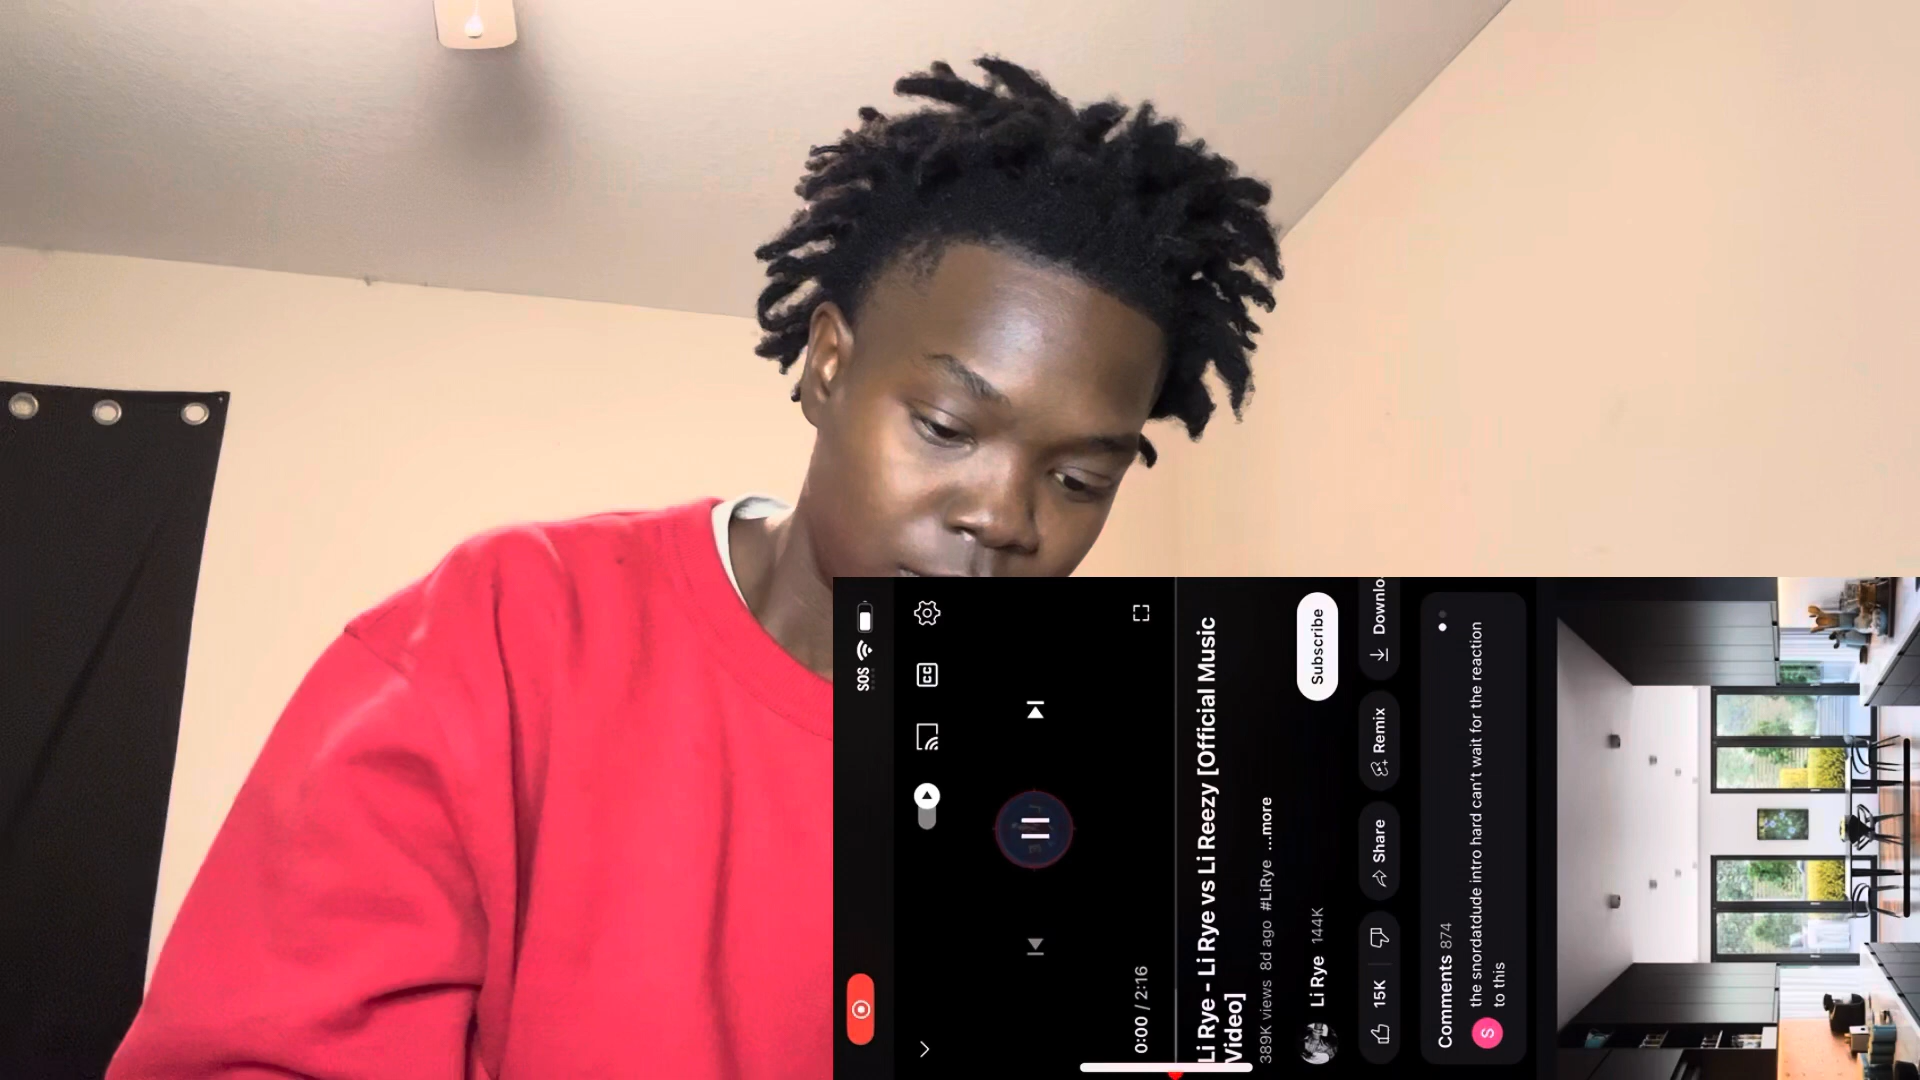 SOS
0:00 / 2:16
Li Rye - Li Rye vs Li Reezy [Official Music
Video]
389K views 8d ago #LiRye ...more
Li Rye 144K
Subscribe
15K
Share
Remix
Downlo
Comments 874
the snordatdude intro hard can't wait for the reaction
to this
S